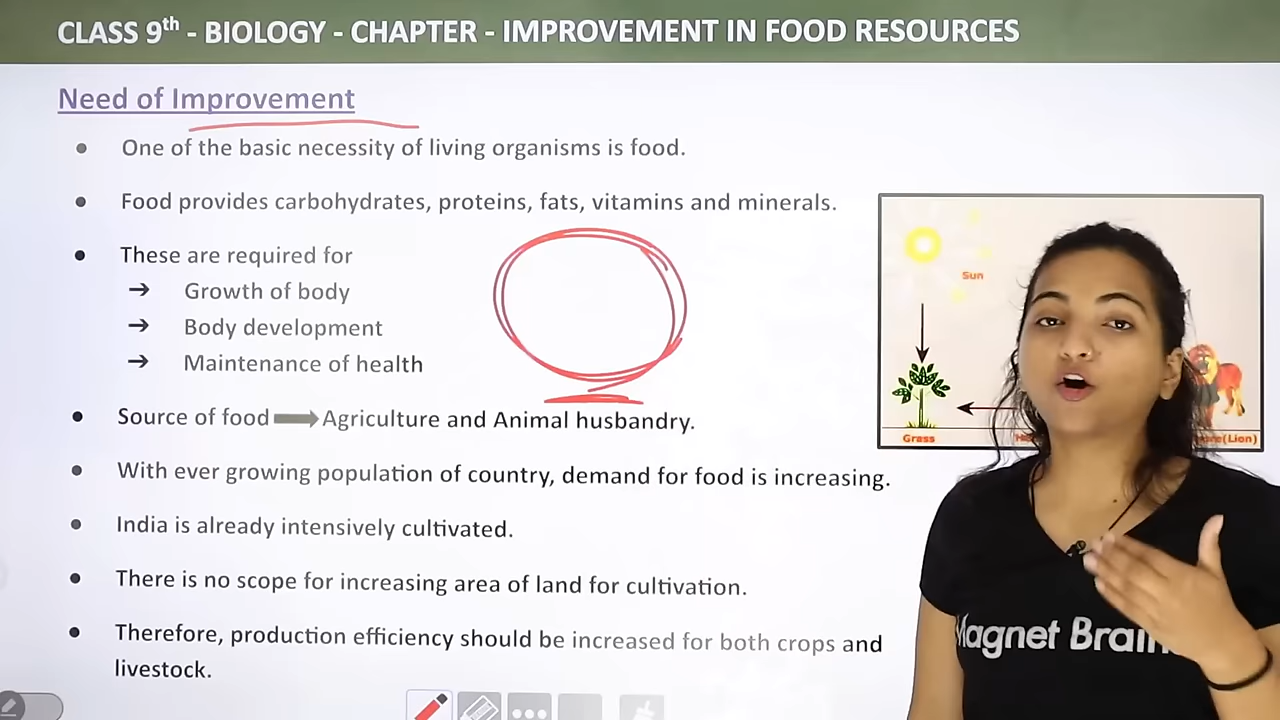 CLASS 9th - BIOLOGY - CHAPTER - IMPROVEMENT IN FOOD RESOURCES
Need of Improvement
• One of the basic necessity of living organisms is food.
• Food provides carbohydrates, proteins, fats, vitamins and minerals.
• These are required for
→ Growth of body
→ Body development
→ Maintenance of health
• Source of food → Agriculture and Animal husbandry.
• With ever growing population of country, demand for food is increasing.
• India is already intensively cultivated.
• There is no scope for increasing area of land for cultivation.
• Therefore, production efficiency should be increased for both crops and
livestock.
Sun
Grass
(Lion)
Magnet Brain